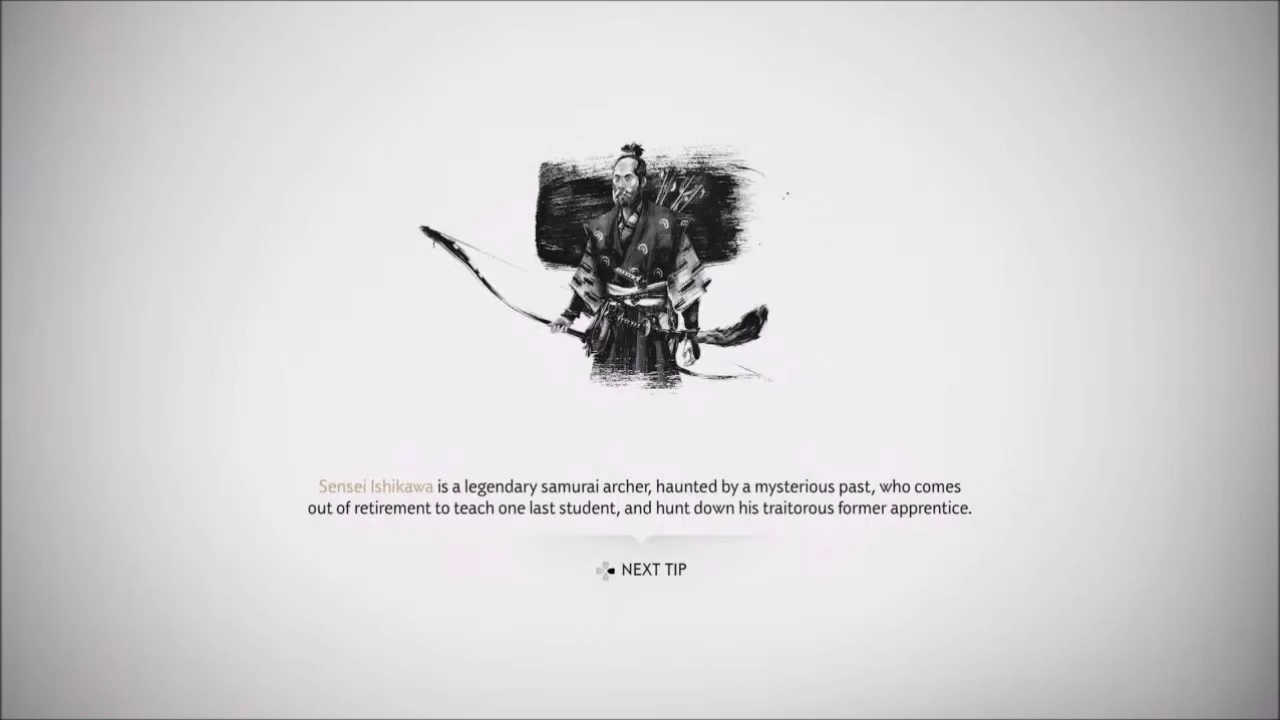 Sensei Ishikawa is a legendary samurai archer, haunted by a mysterious past, who comes
out of retirement to teach one last student, and hunt down his traitorous former apprentice.
NEXT TIP